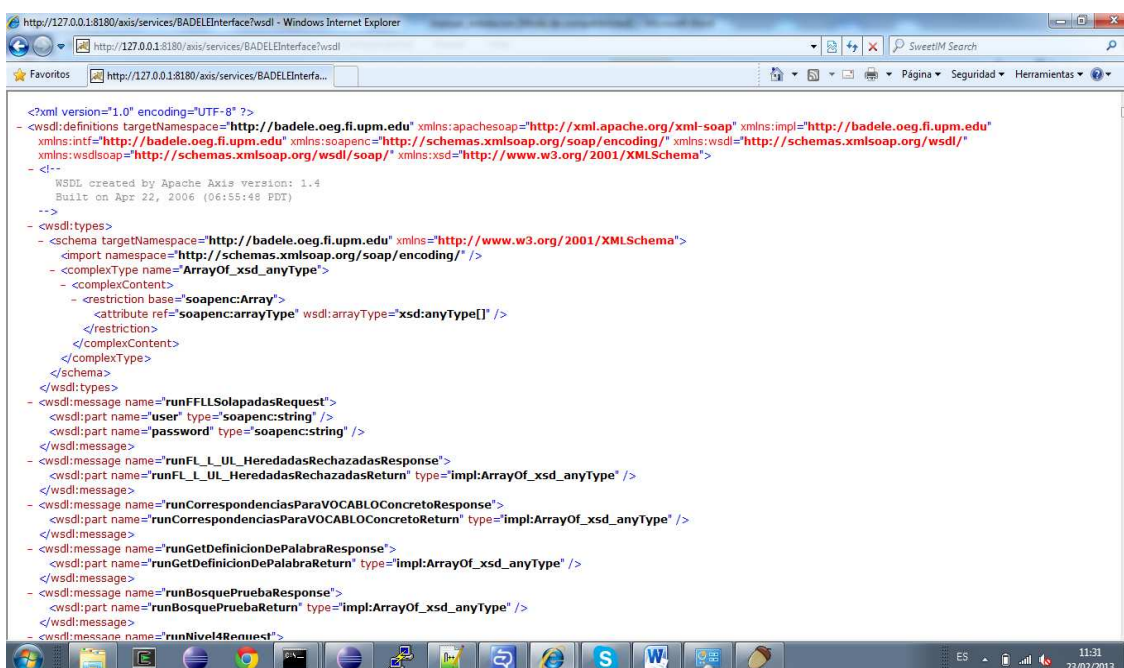 http://127.0.0.1:8180/axis/services/BADELEInterface?wsdl - Windows Internet Explorer
http://127.0.0.1:8180/axis/services/BADELEInterface?wsdl
SweetIM Search
Favoritos
http://127.0.0.1:8180/axis/services/BADELEInterfa...
Página
Seguridad
Herramientas
<?xml version="1.0" encoding="UTF-8" ?>
- <wsdl:definitions targetNamespace="http://badele.oeg.fi.upm.edu" xmlns:apachesoap="http://xml.apache.org/xml-soap" xmlns:impl="http://badele.oeg.fi.upm.edu"
xmlns:intf="http://badele.oeg.fi.upm.edu" xmlns:soapenc="http://schemas.xmlsoap.org/soap/encoding/" xmlns:wsdl="http://schemas.xmlsoap.org/wsdl/"
xmlns:wsdlsoap="http://schemas.xmlsoap.org/wsdl/soap/" xmlns:xsd="http://www.w3.org/2001/XMLSchema">
- <!--
WSDL created by Apache Axis version: 1.4
Built on Apr 22, 2006 (06:55:48 PDT)
-->
- <wsdl:types>
- <schema targetNamespace="http://badele.oeg.fi.upm.edu" xmlns="http://www.w3.org/2001/XMLSchema">
<import namespace="http://schemas.xmlsoap.org/soap/encoding/" />
- <complexType name="ArrayOf_xsd_anyType">
- <complexContent>
- <restriction base="soapenc:Array">
<attribute ref="soapenc:arrayType" wsdl:arrayType="xsd:anyType[]" />
</restriction>
</complexContent>
</complexType>
</schema>
</wsdl:types>
- <wsdl:message name="runFFLLSolapadasRequest">
<wsdl:part name="user" type="soapenc:string" />
<wsdl:part name="password" type="soapenc:string" />
</wsdl:message>
- <wsdl:message name="runFL_L_UL_HeredadasRechazadasResponse">
<wsdl:part name="runFL_L_UL_HeredadasRechazadasReturn" type="impl:ArrayOf_xsd_anyType" />
</wsdl:message>
- <wsdl:message name="runCorrespondenciasParaVOCABLOConcretoResponse">
<wsdl:part name="runCorrespondenciasParaVOCABLOConcretoReturn" type="impl:ArrayOf_xsd_anyType" />
</wsdl:message>
- <wsdl:message name="runGetDefinicionDePalabraResponse">
<wsdl:part name="runGetDefinicionDePalabraReturn" type="impl:ArrayOf_xsd_anyType" />
</wsdl:message>
- <wsdl:message name="runBosquePruebaResponse">
<wsdl:part name="runBosquePruebaReturn" type="impl:ArrayOf_xsd_anyType" />
</wsdl:message>
- <wsdl:message name="runNivel4Request">
ES
11:31
23/02/2013